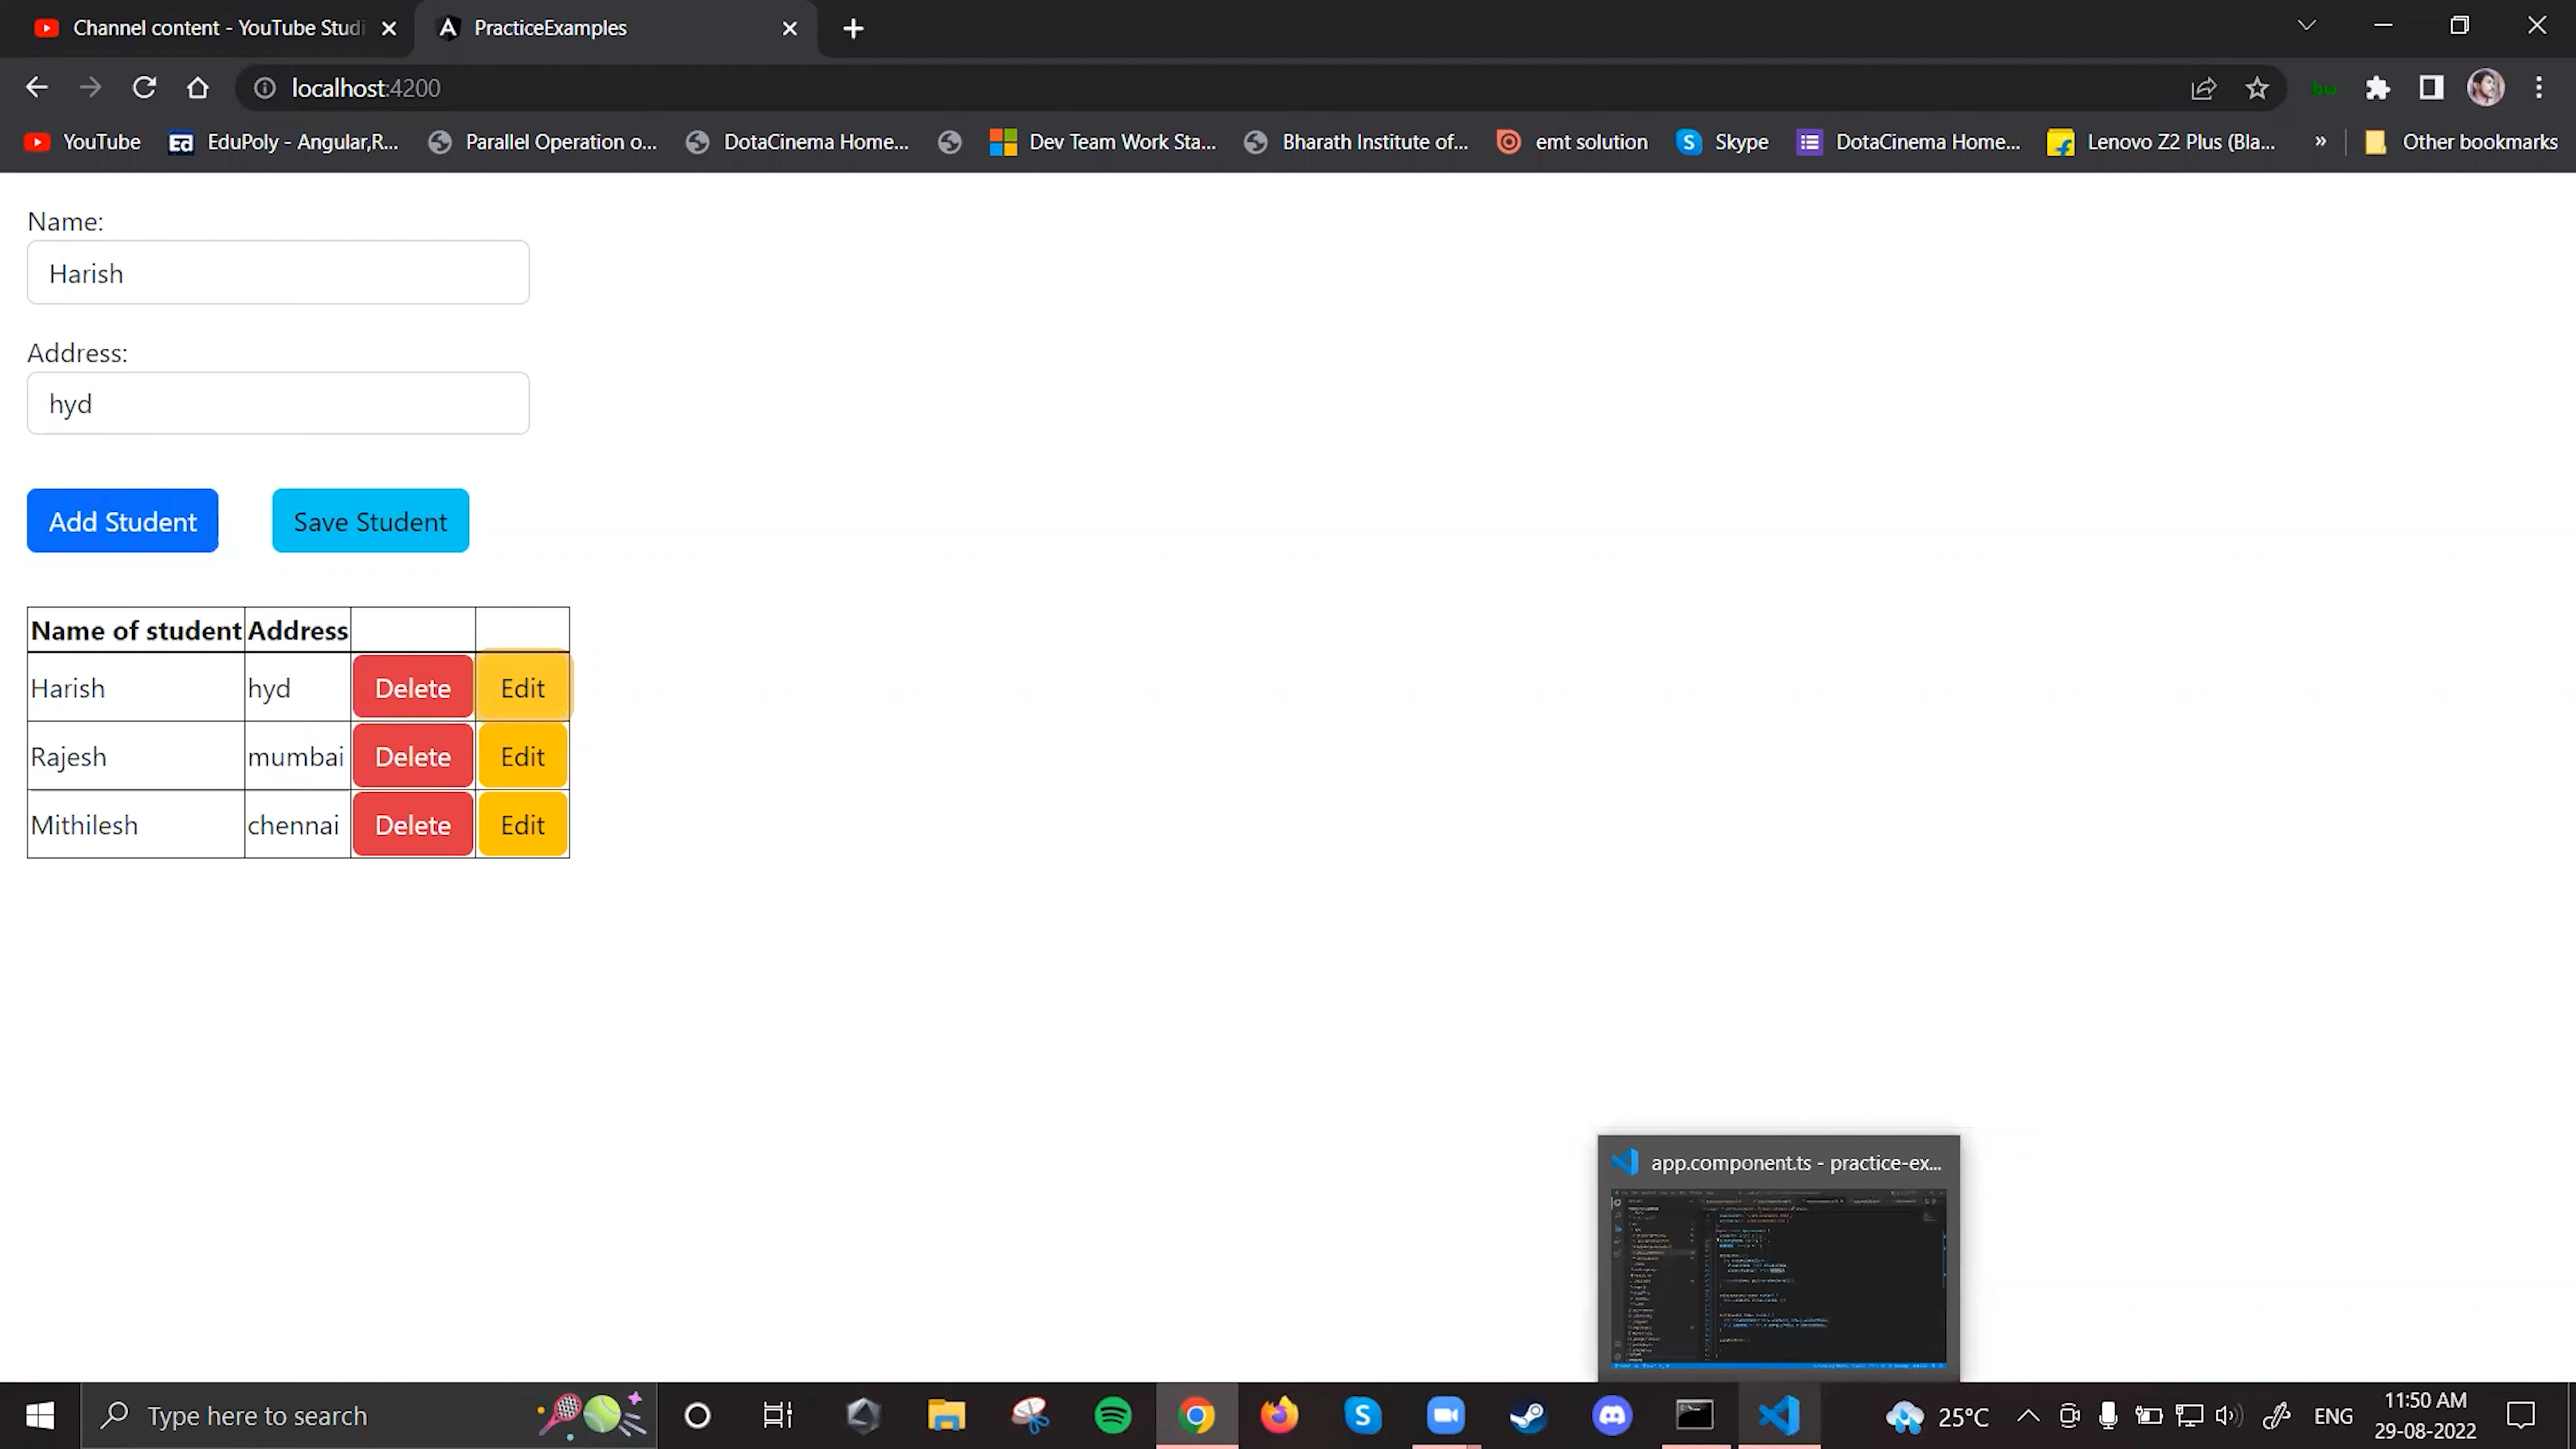 Channel content - YouTube Studi
PracticeExamples
localhost:4200
bw
YouTube
Ed EduPoly - Angular,R...
Parallel Operation o...
DotaCinema Home...
Dev Team Work Sta...
Bharath Institute of...
emt solution
Skype
DotaCinema Home...
Lenovo Z2 Plus (Bla...
»
Other bookmarks
Name:
Harish
Address:
hyd
Add Student
Save Student
Name of student Address
Harish hyd Delete Edit
Rajesh mumbai Delete Edit
Mithilesh chennai Delete Edit
app.component.ts - practice-ex...
Type here to search
25°C
ENG
11:50 AM
29-08-2022